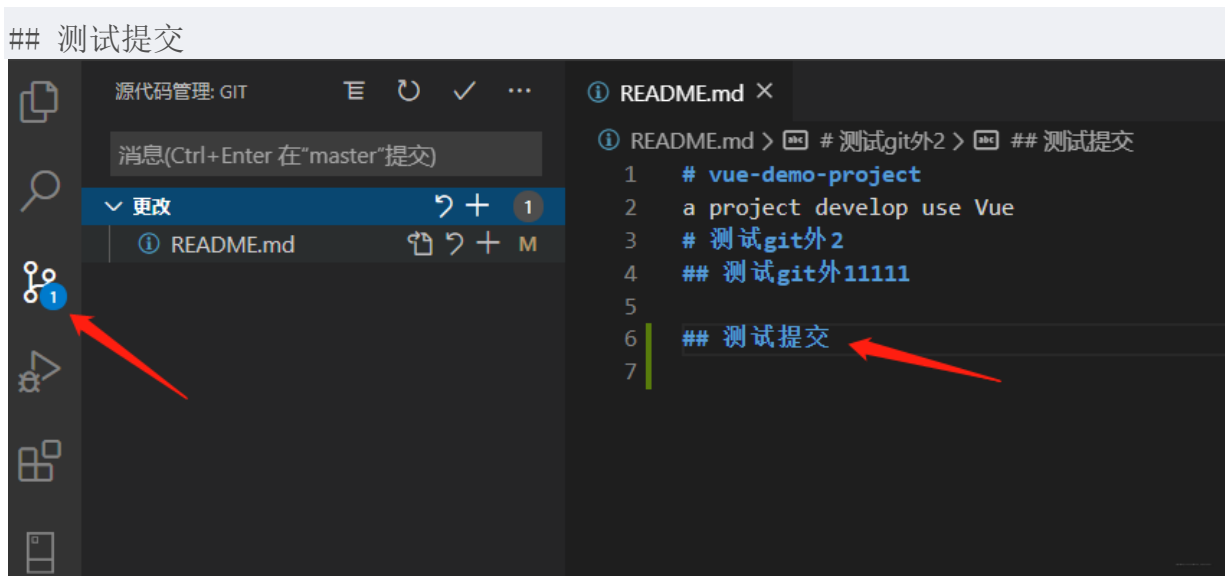 ## 测试提交
源代码管理: GIT
消息(Ctrl+Enter 在"master"提交)
更改 1
README.md M
1
README.md
README.md > # 测试git外2 > ## 测试提交
1 # vue-demo-project
2 a project develop use Vue
3 # 测试git外2
4 ## 测试git外11111
5
6 ## 测试提交
7